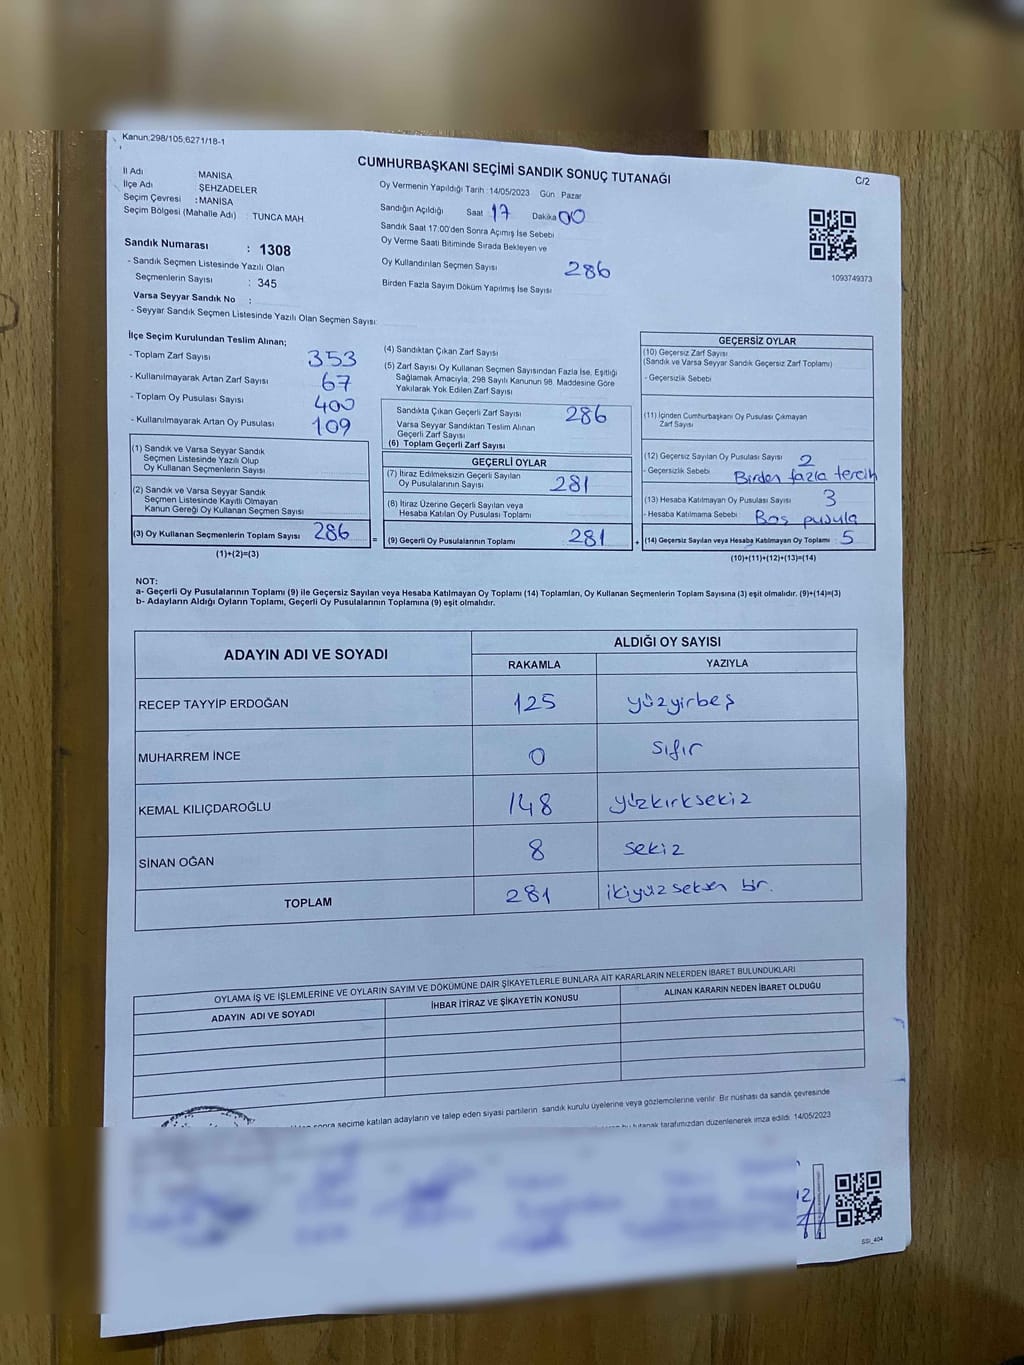 Kanun:298/105,6271/18-1
CUMHURBAŞKANI SEÇİMİ SANDIK SONUÇ TUTANAĞI
C/2
İl Adı MANİSA
İlçe Adı ŞEHZADELER
Seçim Çevresi : MANİSA
Seçim Bölgesi (Mahalle Adı) : TUNCA MAH
Sandık Numarası : 1308
- Sandık Seçmen Listesinde Yazılı Olan
Seçmenlerin Sayısı : 345
Varsa Seyyar Sandık No :
- Seyyar Sandık Seçmen Listesinde Yazılı Olan Seçmen Sayısı:
Oy Vermenin Yapıldığı Tarih :14/05/2023 Gün Pazar
Sandığın Açıldığı Saat 17 Dakika 00
Sandık Saat 17:00'den Sonra Açımış İse Sebebi
Oy Verme Saati Bitiminde Sırada Bekleyen ve
Oy Kullandırılan Seçmen Sayısı 286
Birden Fazla Sayım Döküm Yapılmış İse Sayısı
1093749373
İlçe Seçim Kurulundan Teslim Alınan;
- Toplam Zarf Sayısı 353
- Kullanılmayarak Artan Zarf Sayısı 67
- Toplam Oy Pusulası Sayısı 400
- Kullanılmayarak Artan Oy Pusulası 109
(1) Sandık ve Varsa Seyyar Sandık
Seçmen Listesinde Yazılı Olup
Oy Kullanan Seçmenlerin Sayısı
(2) Sandık ve Varsa Seyyar Sandık
Seçmen Listesinde Kayıtlı Olmayan
Kanun Gereği Oy Kullanan Seçmen Sayısı
(3) Oy Kullanan Seçmenlerin Toplam Sayısı 286
(1)+(2)=(3)
(4) Sandıktan Çıkan Zarf Sayısı
(5) Zarf Sayısı Oy Kullanan Seçmen Sayısından Fazla İse, Eşitliği
Sağlamak Amacıyla, 298 Sayılı Kanunun 98. Maddesine Göre
Yakılarak Yok Edilen Zarf Sayısı
Sandıkta Çıkan Geçerli Zarf Sayısı 286
Varsa Seyyar Sandıktan Teslim Alınan
Geçerli Zarf Sayısı
(6) Toplam Geçerli Zarf Sayısı
GEÇERLİ OYLAR
(7) İtiraz Edilmeksizin Geçerli Sayılan
Oy Pusulalarının Sayısı 281
(8) İtiraz Üzerine Geçerli Sayılan veya
Hesaba Katılan Oy Pusulası Toplamı
= (9) Geçerli Oy Pusulalarının Toplamı 281 +
GEÇERSİZ OYLAR
(10) Geçersiz Zarf Sayısı
(Sandık ve Varsa Seyyar Sandık Geçersiz Zarf Toplamı)
- Geçersizlik Sebebi
(11) İçinden Cumhurbaşkanı Oy Pusulası Çıkmayan
Zarf Sayısı
(12) Geçersiz Sayılan Oy Pusulası Sayısı 2
- Geçersizlik Sebebi Birden fazla tercih
(13) Hesaba Katılmayan Oy Pusulası Sayısı 3
- Hesaba Katılmama Sebebi Boş pusula
(14) Geçersiz Sayılan veya Hesaba Katılmayan Oy Toplamı 5
(10)+(11)+(12)+(13)=(14)
NOT:
a- Geçerli Oy Pusulalarının Toplamı (9) ile Geçersiz Sayılan veya Hesaba Katılmayan Oy Toplamı (14) Toplamları, Oy Kullanan Seçmenlerin Toplam Sayısına (3) eşit olmalıdır. (9)+(14)=(3)
b- Adayların Aldığı Oyların Toplamı, Geçerli Oy Pusulalarının Toplamına (9) eşit olmalıdır.
ADAYIN ADI VE SOYADI ALDIĞI OY SAYISI
RAKAMLA YAZIYLA
RECEP TAYYİP ERDOĞAN 125 yüzyirbeş
MUHARREM İNCE 0 sıfır
KEMAL KILIÇDAROĞLU 148 yüzkırksekiz
SİNAN OĞAN 8 sekiz
TOPLAM 281 ikiyüz seksen bir.
OYLAMA İŞ VE İŞLEMLERİNE VE OYLARIN SAYIM VE DÖKÜMÜNE DAİR ŞİKAYETLERLE BUNLARA AİT KARARLARIN NELERDEN İBARET BULUNDUKLARI
ADAYIN ADI VE SOYADI İHBAR İTİRAZ VE ŞİKAYETİN KONUSU ALINAN KARARIN NEDEN İBARET OLDUĞU
sonra seçime katılan adayların ve talep eden siyasi partilerin sandık kurulu üyelerine veya gözlemcilerine verilir. Bir nüshası da sandık çevresinde
bu tutanak tarafımızdan düzenlenerek imza edildi. 14/05/2023
12
SSI_404